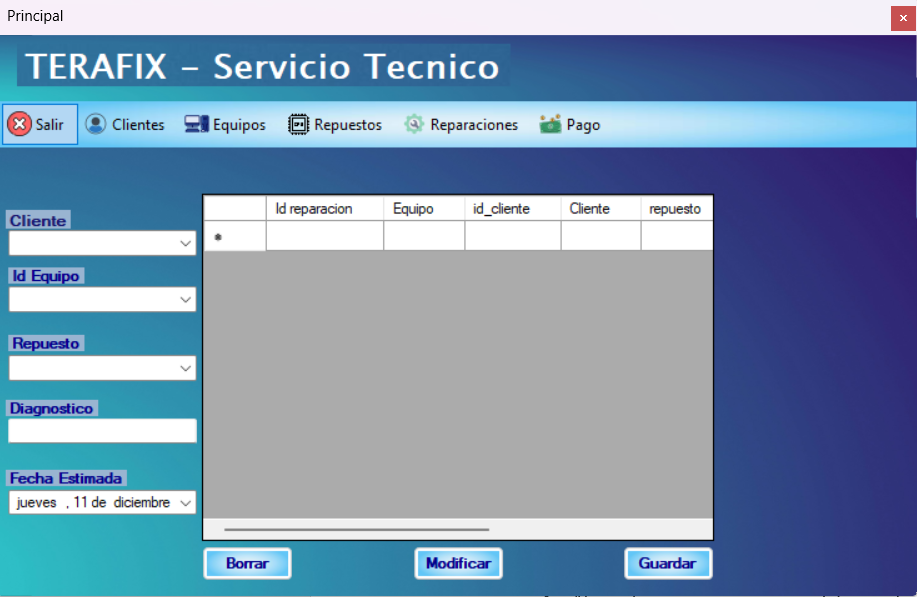 Principal
TERAFIX – Servicio Tecnico
Salir Clientes Equipos Repuestos Reparaciones Pago
Id reparacion Equipo id_cliente Cliente repuesto
Cliente
Id Equipo
Repuesto
Diagnostico
Fecha Estimada
jueves , 11 de diciembre
Borrar Modificar Guardar